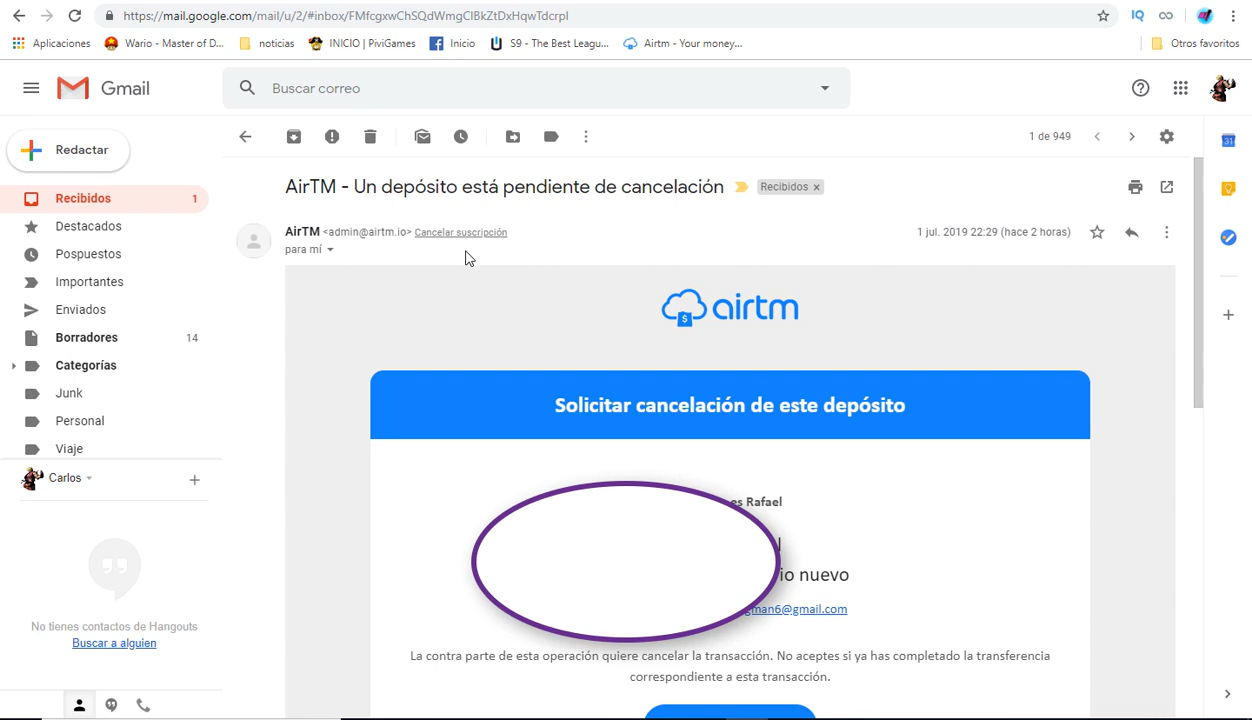 https://mail.google.com/mail/u/2/#inbox/FMfcgxwChSQdWmgCIBkZtDxHqwTdcrpl
Aplicaciones Wario - Master of D... noticias INICIO | PiviGames Inicio S9 - The Best Leagu... Airtm - Your money... Otros favoritos
Gmail
Buscar correo
Redactar
1 de 949
Recibidos 1
Destacados
Pospuestos
Importantes
Enviados
Borradores 14
Categorías
Junk
Personal
Viaje
Carlos
No tienes contactos de Hangouts
Buscar a alguien
AirTM - Un depósito está pendiente de cancelación Recibidos x
AirTM <admin@airtm.io> Cancelar suscripción 1 jul. 2019 22:29 (hace 2 horas)
para mí
airtm
Solicitar cancelación de este depósito
Rafael
nuevo
gman6@gmail.com
La contra parte de esta operación quiere cancelar la transacción. No aceptes si ya has completado la transferencia
correspondiente a esta transacción.
31
IQ